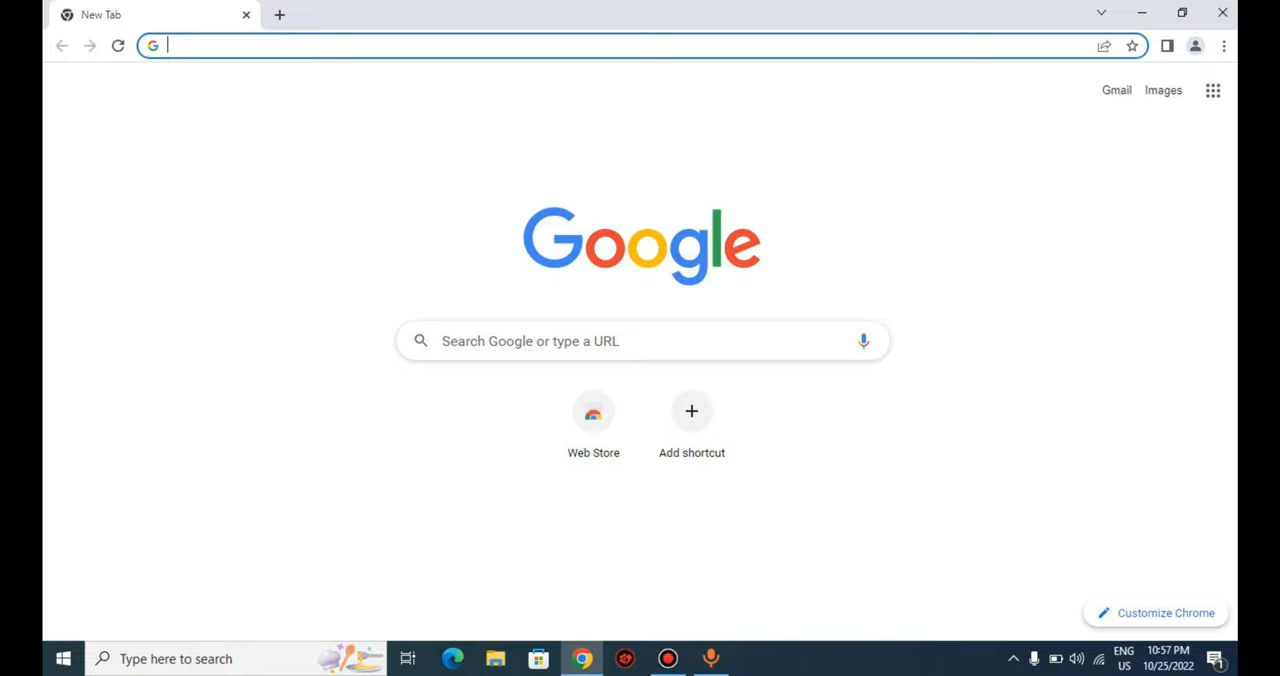 New Tab
Gmail Images
Google
Search Google or type a URL
Web Store Add shortcut
Customize Chrome
Type here to search
ENG 10:57 PM
US 10/25/2022
1